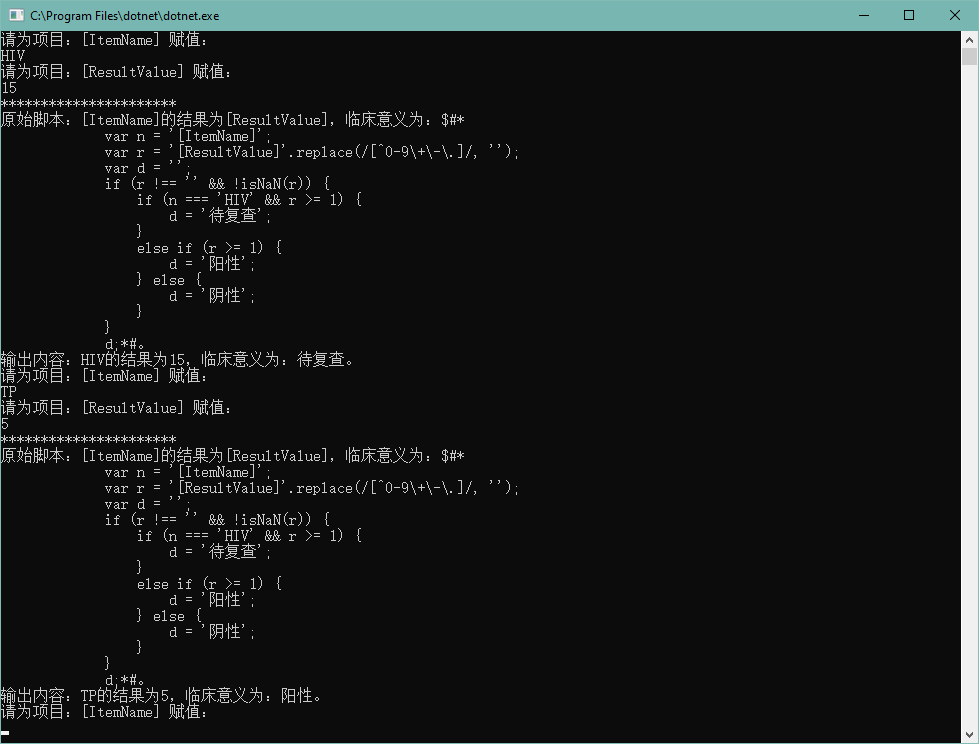 C:\Program Files\dotnet\dotnet.exe
请为项目：[ItemName] 赋值：
HIV
请为项目：[ResultValue] 赋值：
15
**********************
原始脚本：[ItemName]的结果为[ResultValue]，临床意义为：$#*
var n = '[ItemName]';
var r = '[ResultValue]'.replace(/[^0-9\+\-\.]/, '');
var d = '';
if (r !== '' && !isNaN(r)) {
if (n === 'HIV' && r >= 1) {
d = '待复查';
}
else if (r >= 1) {
d = '阳性';
} else {
d = '阴性';
}
}
d;*#。
输出内容：HIV的结果为15，临床意义为：待复查。
请为项目：[ItemName] 赋值：
TP
请为项目：[ResultValue] 赋值：
5
**********************
原始脚本：[ItemName]的结果为[ResultValue]，临床意义为：$#*
var n = '[ItemName]';
var r = '[ResultValue]'.replace(/[^0-9\+\-\.]/, '');
var d = '';
if (r !== '' && !isNaN(r)) {
if (n === 'HIV' && r >= 1) {
d = '待复查';
}
else if (r >= 1) {
d = '阳性';
} else {
d = '阴性';
}
}
d;*#。
输出内容：TP的结果为5，临床意义为：阳性。
请为项目：[ItemName] 赋值：